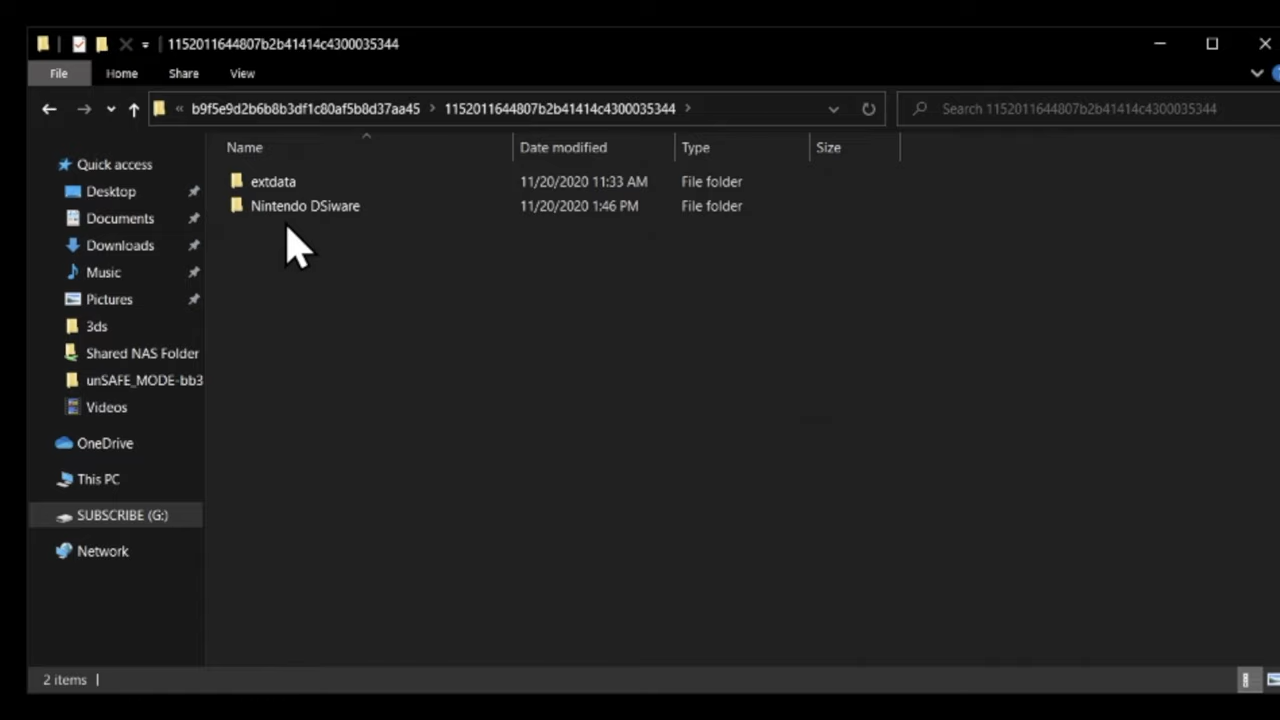 1152011644807b2b41414c4300035344
File Home Share View
« b9f5e9d2b6b8b3df1c80af5b8d37aa45 > 1152011644807b2b41414c4300035344 > Search 1152011644807b2b41414c4300035344
Name Date modified Type Size
extdata 11/20/2020 11:33 AM File folder
Nintendo DSiware 11/20/2020 1:46 PM File folder
Quick access
Desktop
Documents
Downloads
Music
Pictures
3ds
Shared NAS Folder
unSAFE_MODE-bb3
Videos
OneDrive
This PC
SUBSCRIBE (G:)
Network
2 items